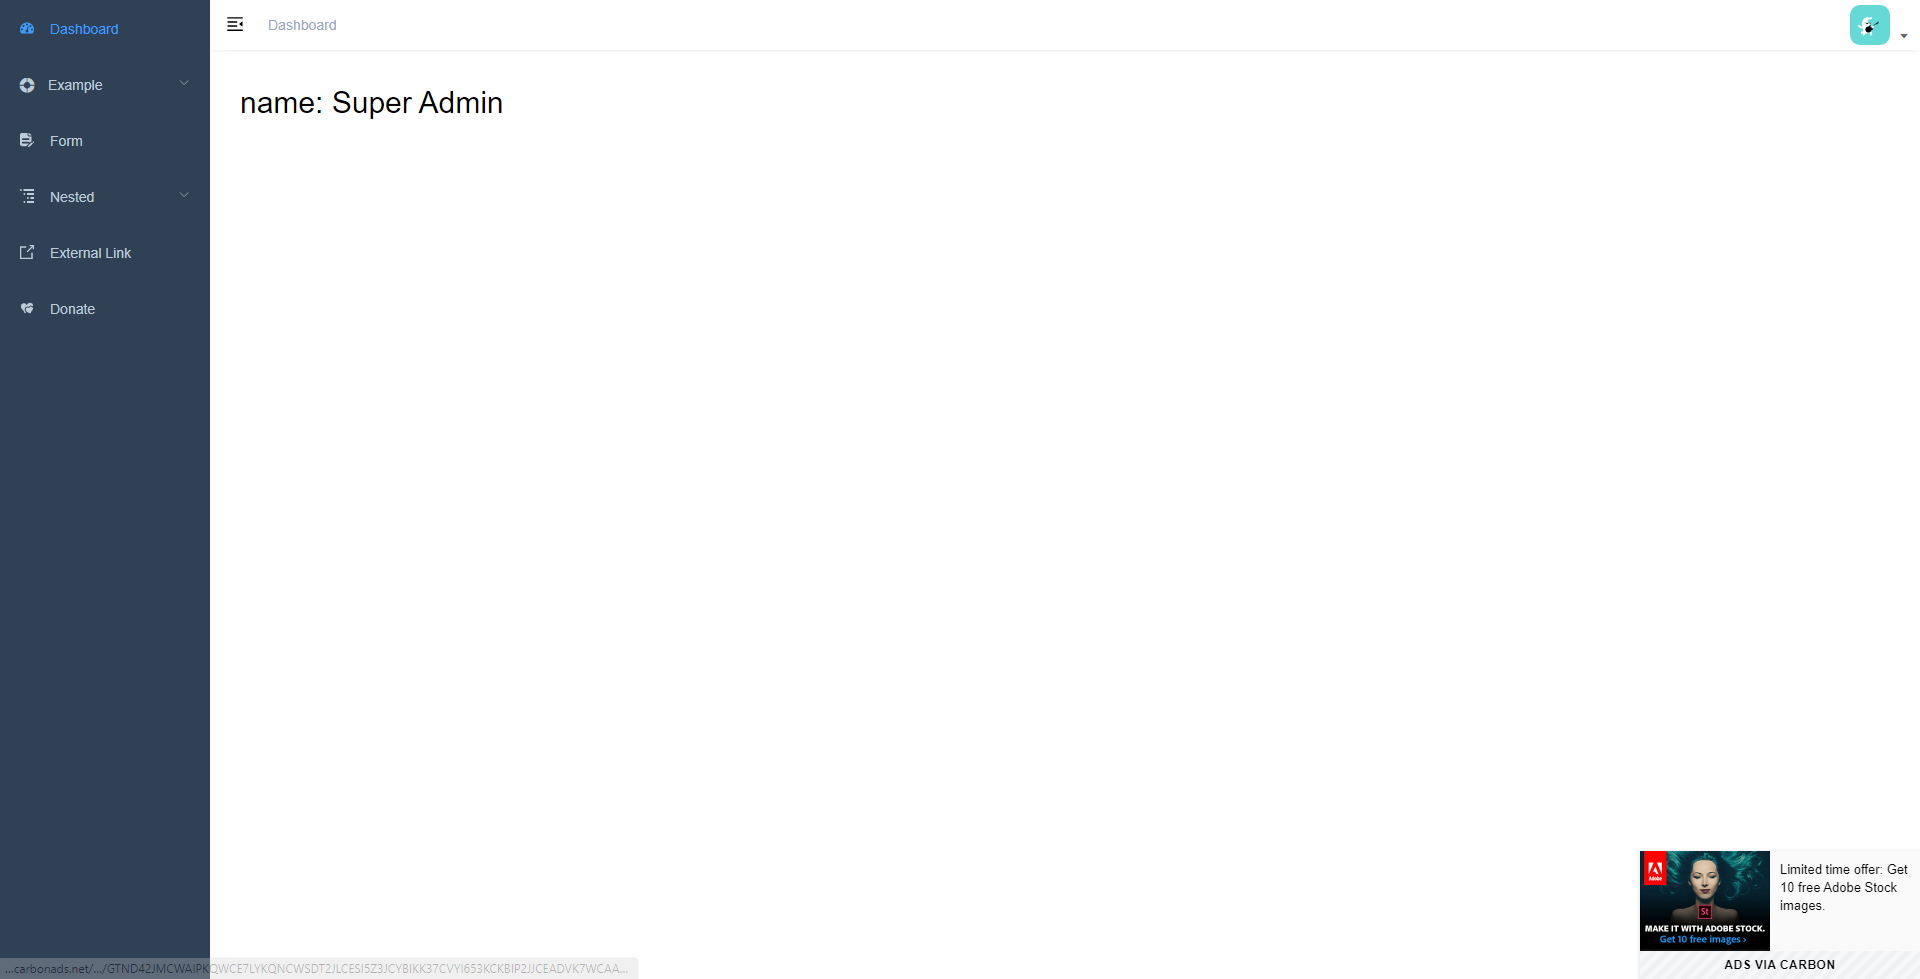 Dashboard
Example
Form
Nested
External Link
Donate
Dashboard
name: Super Admin
Adobe
St
MAKE IT WITH ADOBE STOCK.
Get 10 free images ›
Limited time offer: Get
10 free Adobe Stock
images.
ADS VIA CARBON
...carbonads.net/.../GTND42JMCWAIPKQWCE7LYKQNCWSDT2JLCESI5Z3JCYBIKK37CVYI653KCKBIP2JJCEADVK7WCAA...